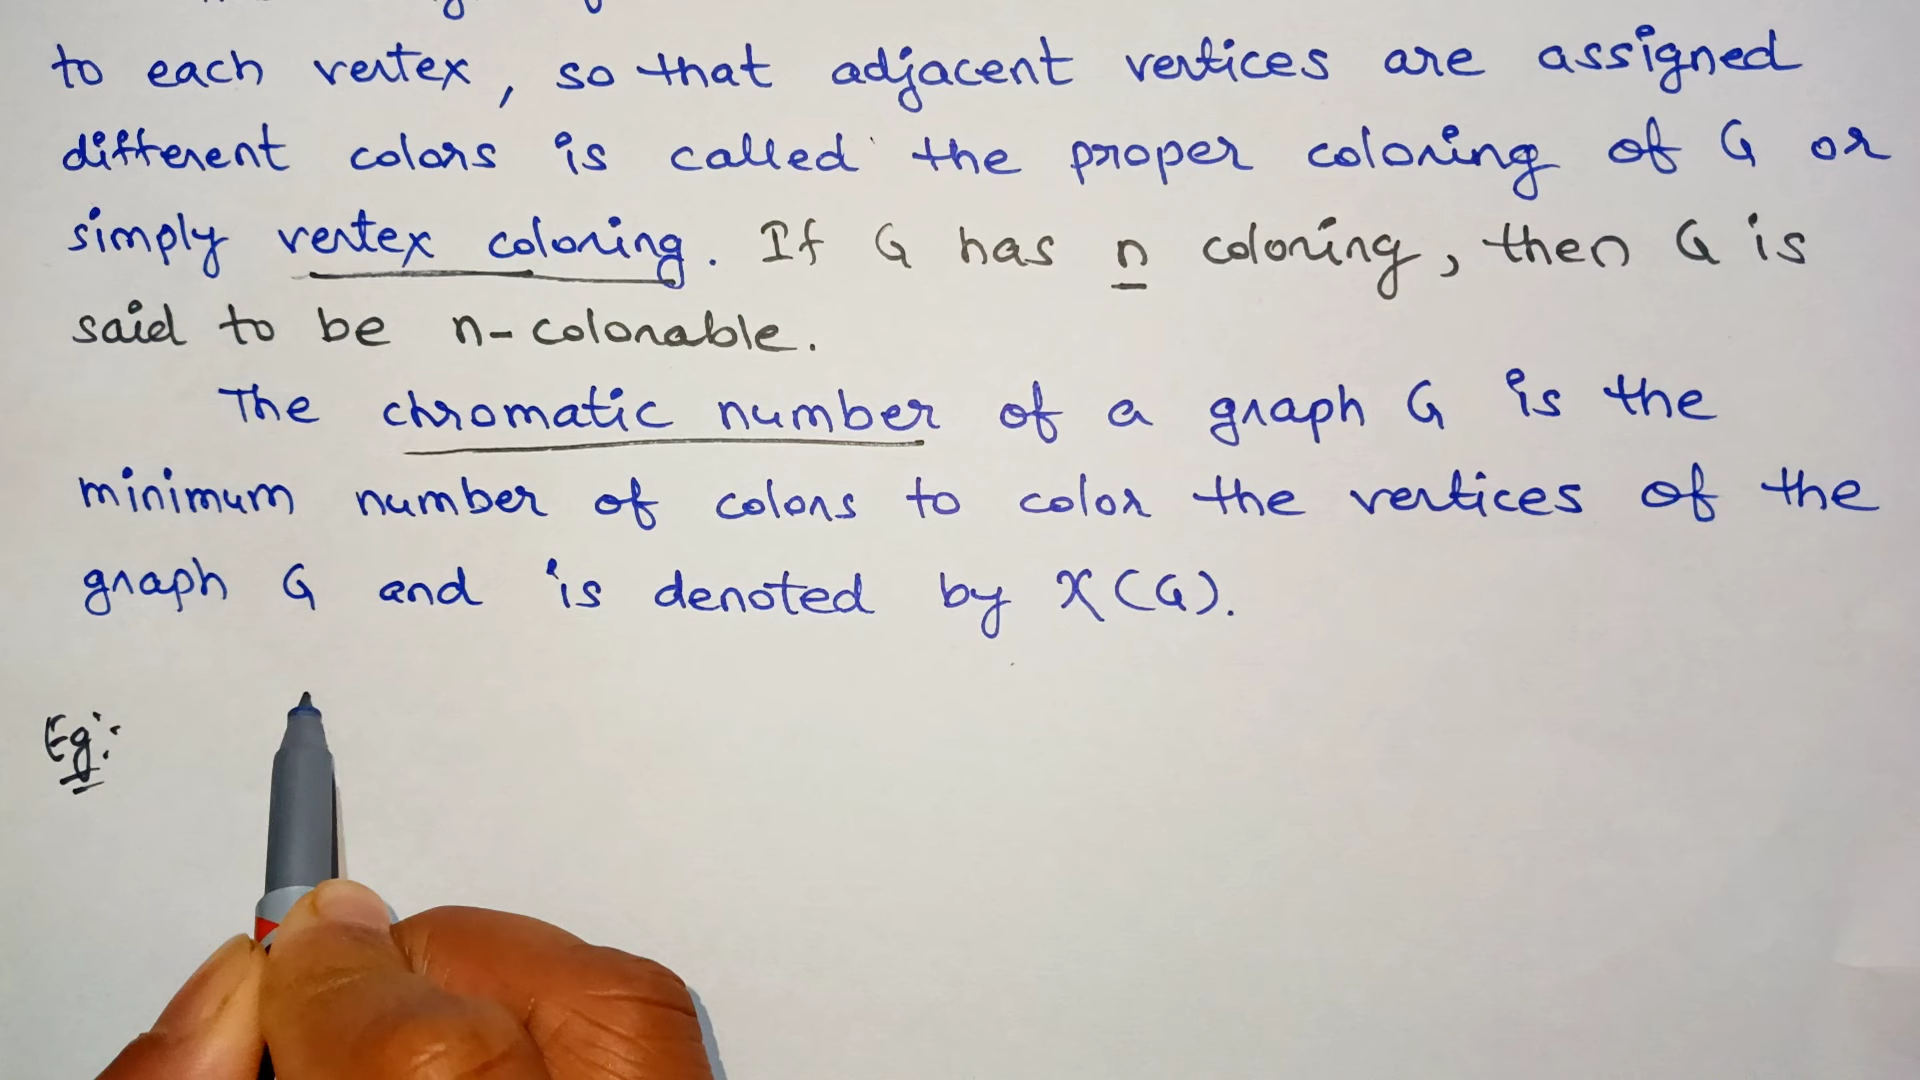 to each vertex, so that adjacent vertices are assigned
different colors is called the proper coloring of G or
simply vertex coloring. If G has n coloring, then G is
said to be n-colorable.
The chromatic number of a graph G is the
minimum number of colors to color the vertices of the
graph G and is denoted by χ(G).
Eg: